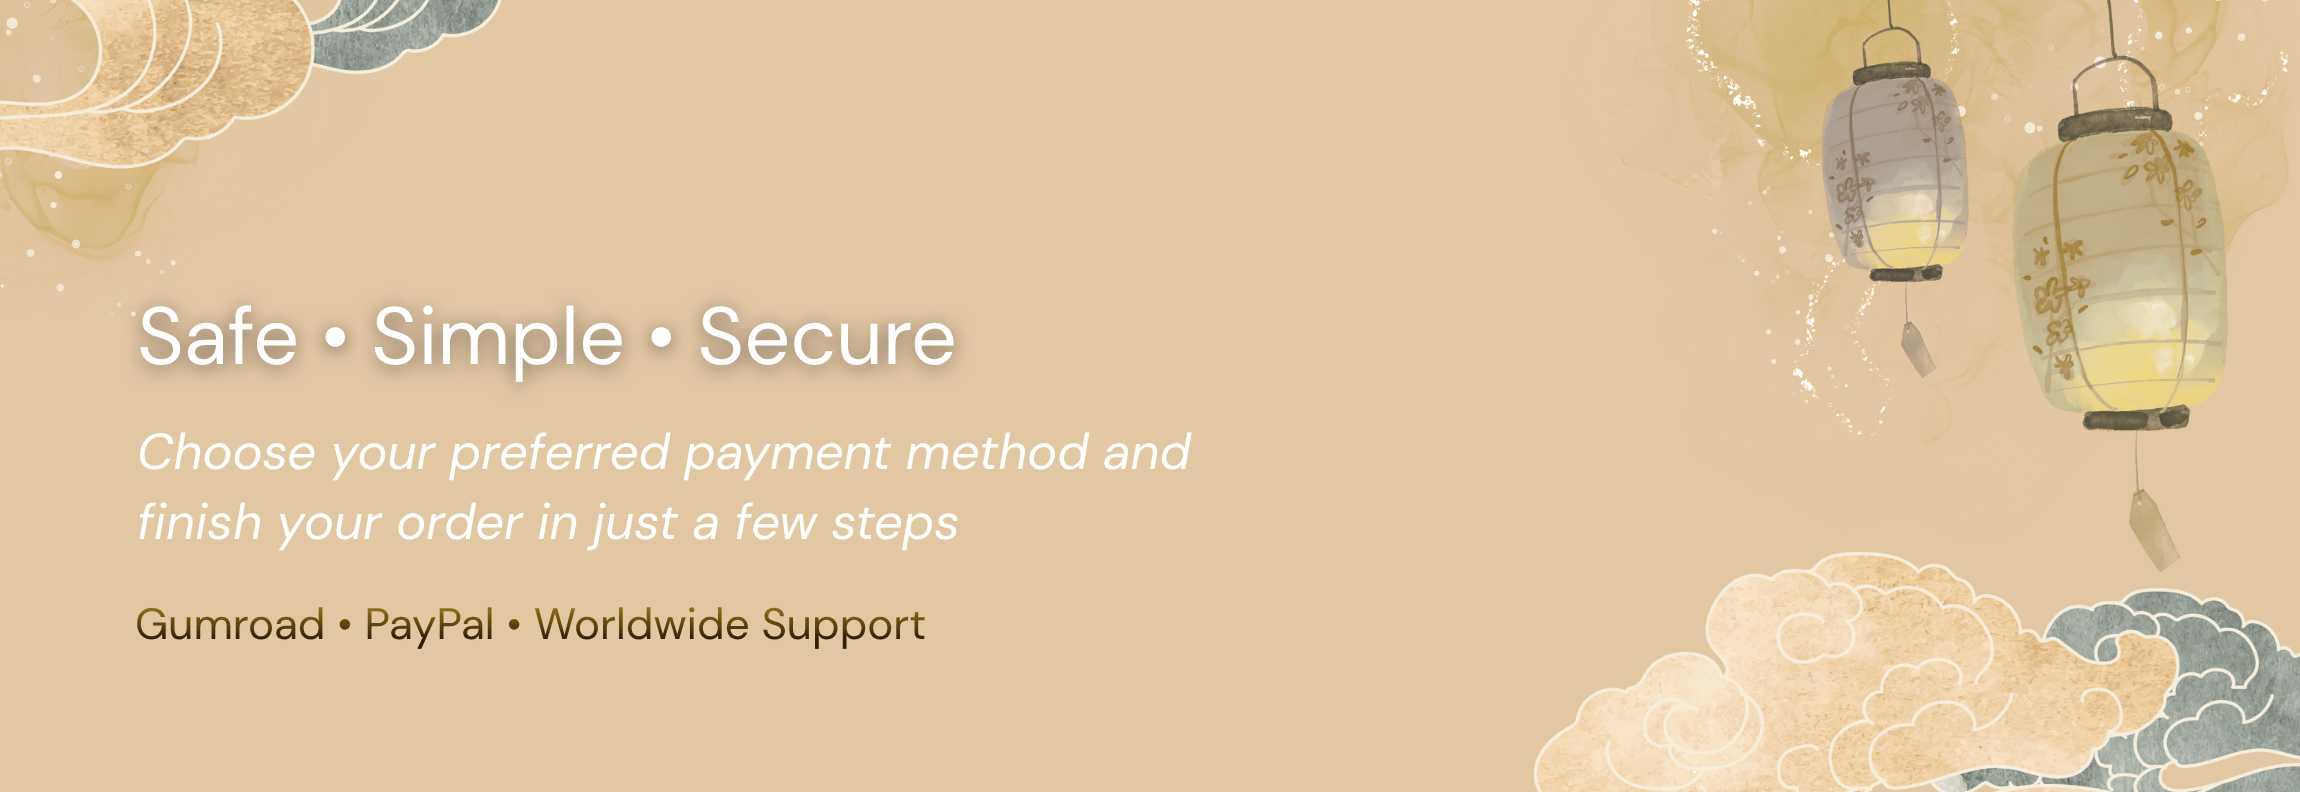 Safe • Simple • Secure
Choose your preferred payment method and
finish your order in just a few steps
Gumroad • PayPal • Worldwide Support